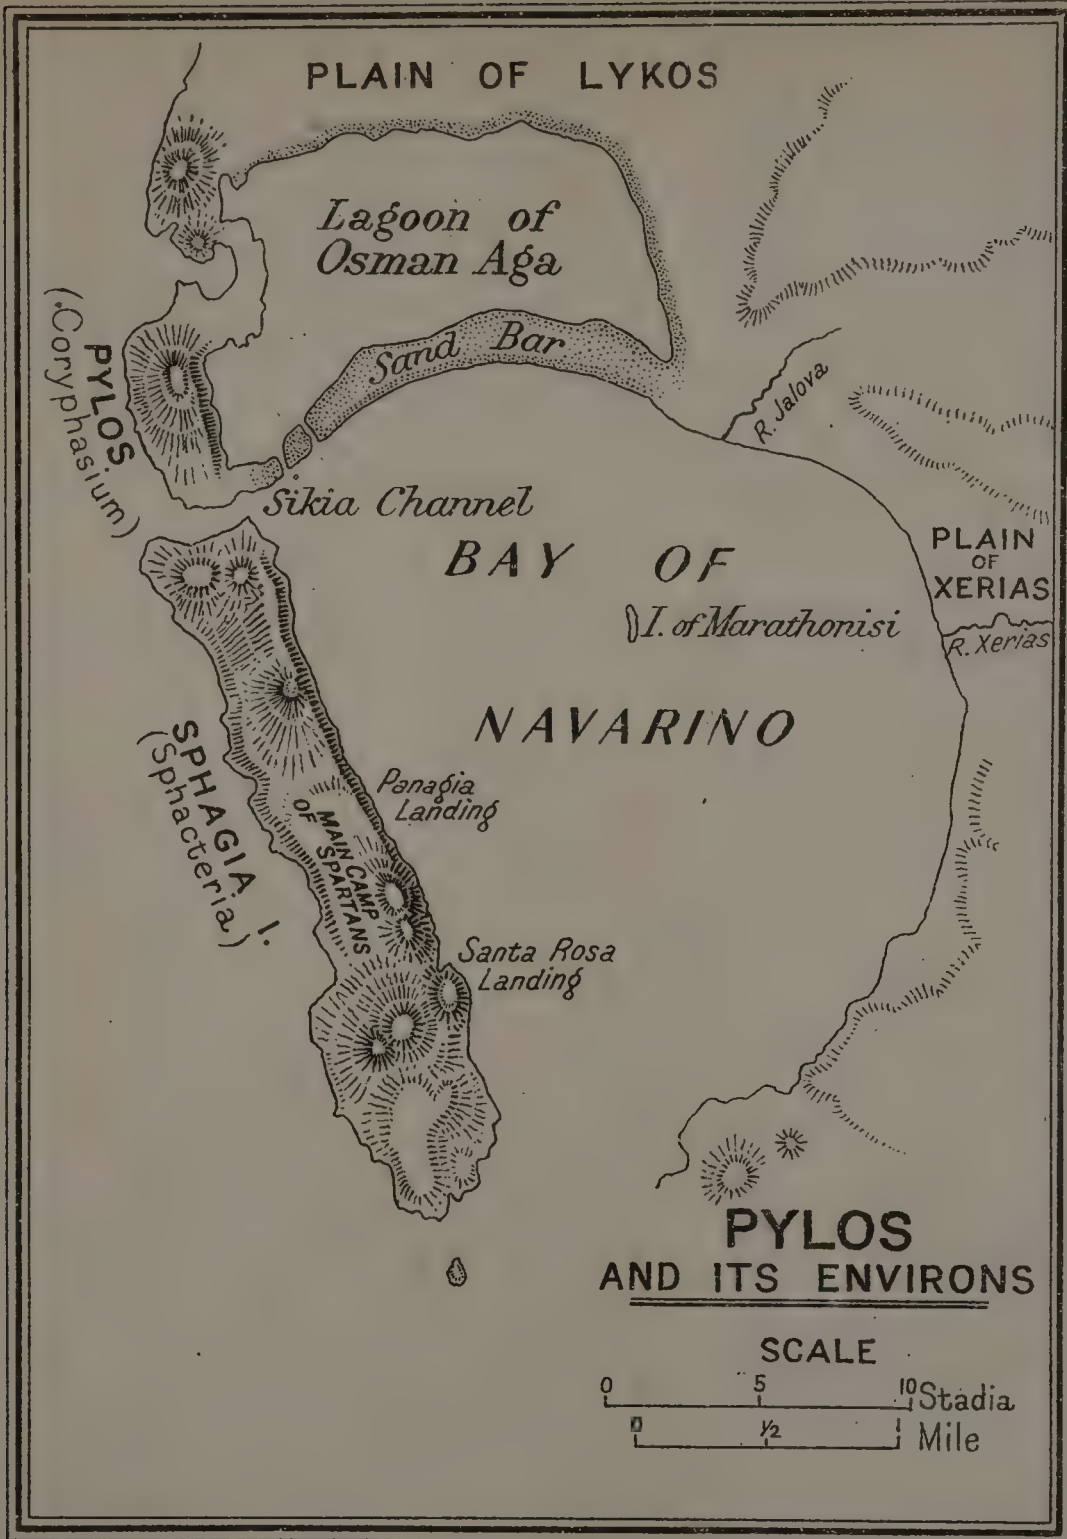 PLAIN OF LYKOS
Lagoon of
Osman Aga
Sand Bar
R. Jalova
PYLOS
(Coryphasium)
Sikia Channel
BAY OF
NAVARINO
I. of Marathonisi
PLAIN
OF
XERIAS
R. Xerias
SPHAGIA I.
(Sphacteria)
Panagia
Landing
MAIN CAMP
OF SPARTANS
Santa Rosa
Landing
PYLOS
AND ITS ENVIRONS
SCALE
0 5 10 Stadia
0 ½ 1 Mile